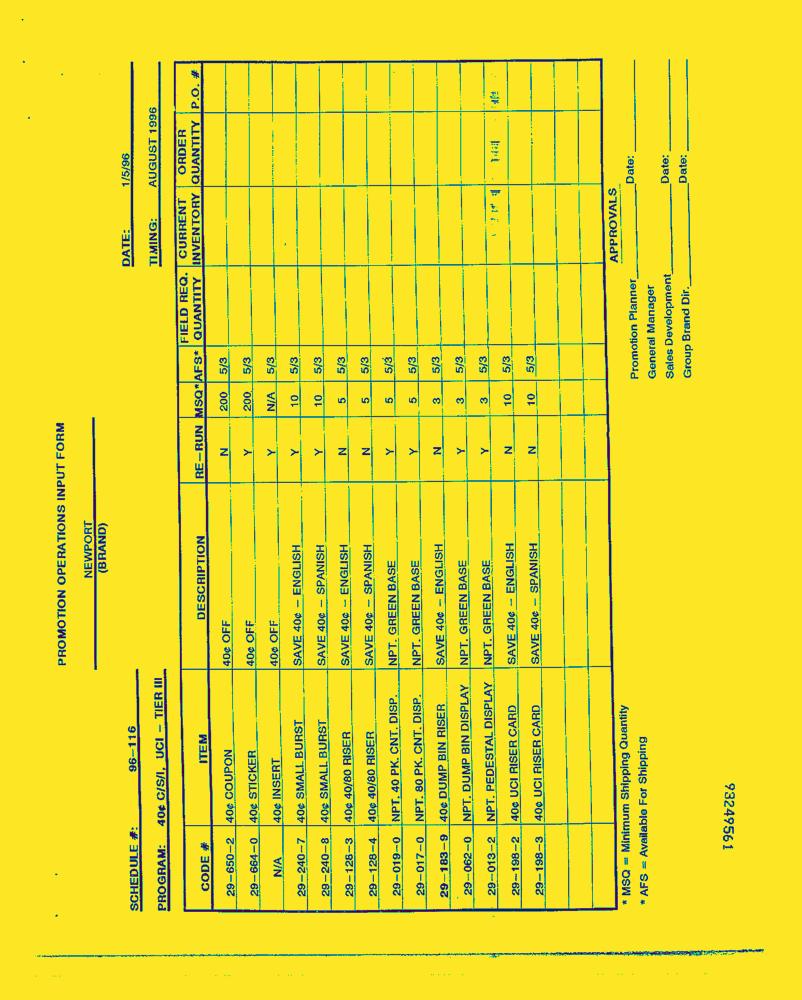 PROMOTION OPERATIONS INPUT FORM
NEWPORT
(BRAND)
SCHEDULE #: 96-116 DATE: 1/5/96
PROGRAM: 40¢ C/S/I, UCI - TIER III TIMING: AUGUST 1996
CODE # ITEM DESCRIPTION RE-RUN MSQ* AFS* FIELD REQ. QUANTITY CURRENT INVENTORY ORDER QUANTITY P.O. #
29-650-2 40¢ COUPON 40¢ OFF N 200 5/3
29-664-0 40¢ STICKER 40¢ OFF Y 200 5/3
N/A 40¢ INSERT 40¢ OFF Y N/A 5/3
29-240-7 40¢ SMALL BURST SAVE 40¢ - ENGLISH Y 10 5/3
29-240-8 40¢ SMALL BURST SAVE 40¢ - SPANISH Y 10 5/3
29-128-3 40¢ 40/80 RISER SAVE 40¢ - ENGLISH N 5 5/3
29-128-4 40¢ 40/80 RISER SAVE 40¢ - SPANISH N 5 5/3
29-019-0 NPT. 40 PK. CNT. DISP. NPT. GREEN BASE Y 5 5/3
29-017-0 NPT. 80 PK. CNT. DISP. NPT. GREEN BASE Y 5 5/3
29-183-9 40¢ DUMP BIN RISER SAVE 40¢ - ENGLISH N 3 5/3
29-062-0 NPT. DUMP BIN DISPLAY NPT. GREEN BASE Y 3 5/3
29-013-2 NPT. PEDESTAL DISPLAY NPT. GREEN BASE Y 3 5/3
29-198-2 40¢ UCI RISER CARD SAVE 40¢ - ENGLISH N 10 5/3
29-198-3 40¢ UCI RISER CARD SAVE 40¢ - SPANISH N 10 5/3
* MSQ = Minimum Shipping Quantity
* AFS = Available For Shipping
APPROVALS
Promotion Planner Date:
General Manager
Sales Development Date:
Group Brand Dir. Date:
93249561